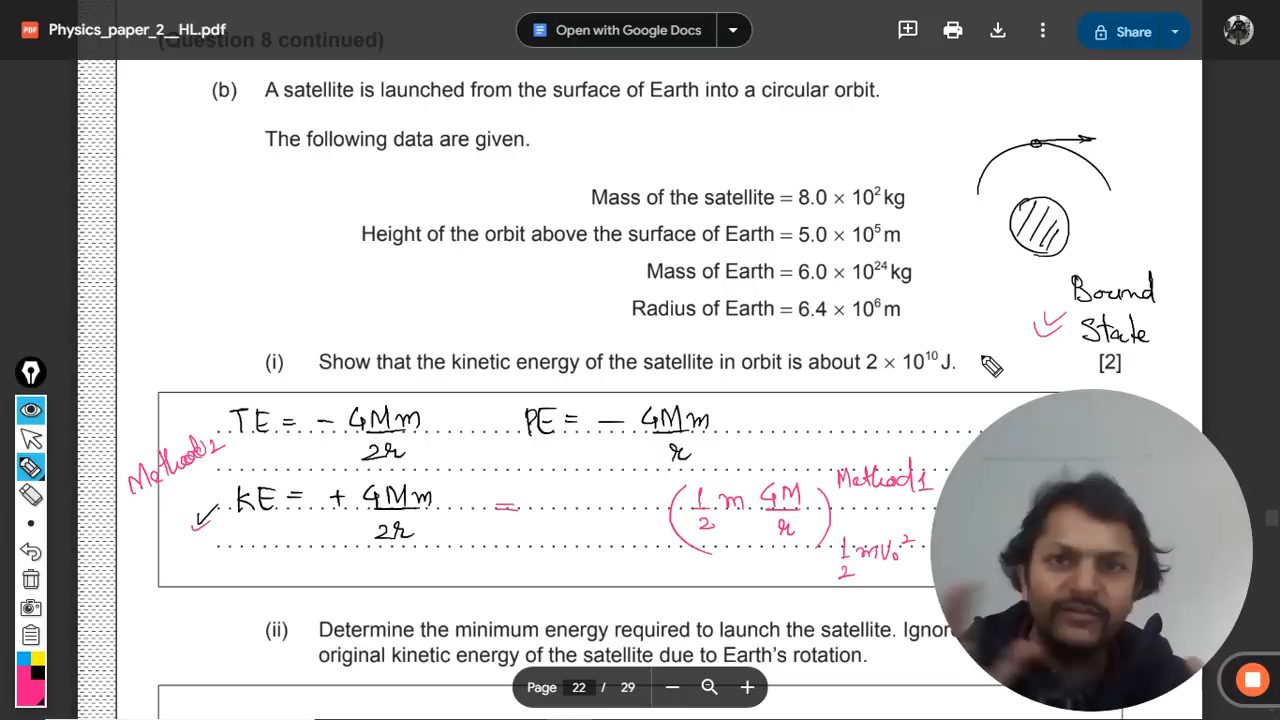 Physics_paper_2__HL.pdf
Open with Google Docs
Share
(Question 8 continued)
(b) A satellite is launched from the surface of Earth into a circular orbit.
The following data are given.
Mass of the satellite = 8.0 × 10² kg
Height of the orbit above the surface of Earth = 5.0 × 10⁵ m
Mass of Earth = 6.0 × 10²⁴ kg
Radius of Earth = 6.4 × 10⁶ m
Bound
State
(i) Show that the kinetic energy of the satellite in orbit is about 2 × 10¹⁰ J. [2]
TE = - GMm/2r PE = - GMm/r
Method 2
KE = + GMm/2r = (1/2 m GM/r) Method 1
1/2 mv₀²
(ii) Determine the minimum energy required to launch the satellite. Ignor
original kinetic energy of the satellite due to Earth's rotation.
Page 22 / 29